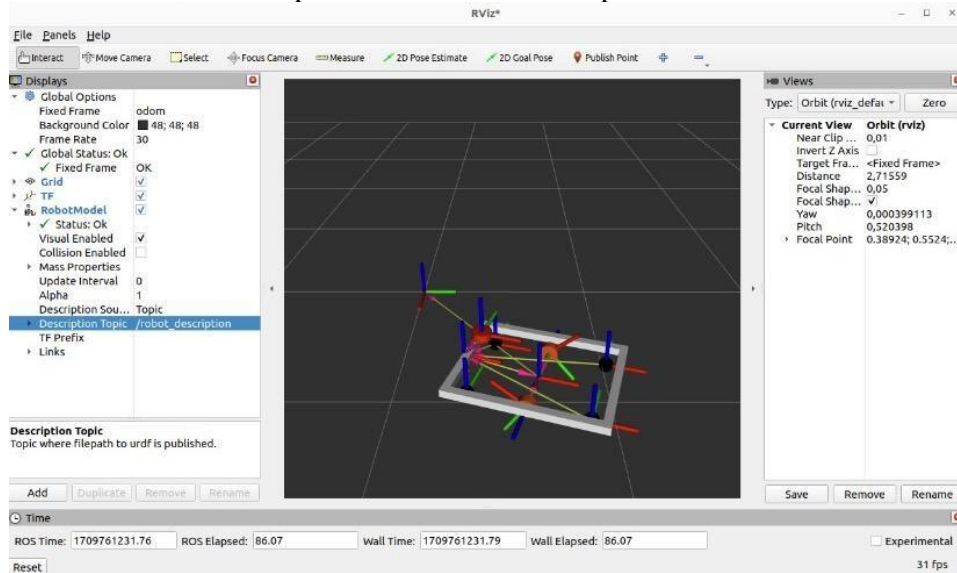 RViz*
File Panels Help
Interact Move Camera Select Focus Camera Measure 2D Pose Estimate 2D Goal Pose Publish Point
Displays
Global Options
Fixed Frame odom
Background Color 48; 48; 48
Frame Rate 30
Global Status: Ok
Fixed Frame OK
Grid
TF
RobotModel
Status: Ok
Visual Enabled
Collision Enabled
Mass Properties
Update Interval 0
Alpha 1
Description Sou... Topic
Description Topic /robot_description
TF Prefix
Links
Description Topic
Topic where filepath to urdf is published.
Add Duplicate Remove Rename
Views
Type: Orbit (rviz_defau Zero
Current View Orbit (rviz)
Near Clip ... 0,01
Invert Z Axis
Target Fra... <Fixed Frame>
Distance 2,71559
Focal Shap... 0,05
Focal Shap...
Yaw 0,000399113
Pitch 0,520398
Focal Point 0.38924; 0.5524;...
Save Remove Rename
Time
ROS Time: 1709761231.76 ROS Elapsed: 86.07 Wall Time: 1709761231.79 Wall Elapsed: 86.07 Experimental
Reset 31 fps